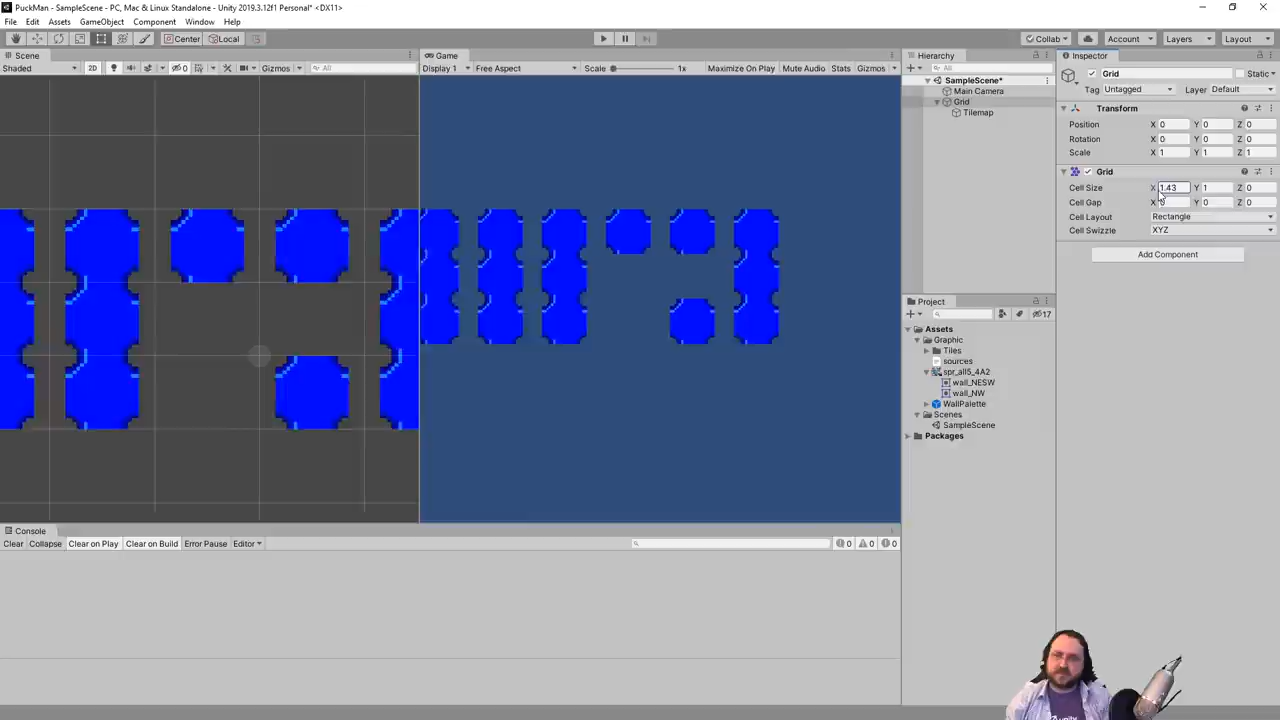 PuckMan - SampleScene - PC, Mac & Linux Standalone - Unity 2019.3.12f1 Personal* <DX11>
File Edit Assets GameObject Component Window Help
Center Local Collab Account Layers Layout
Scene Game Hierarchy Inspector
Shaded 2D 0 Gizmos All Display 1 Free Aspect Scale 1x Maximize On Play Mute Audio Stats Gizmos All
Grid Static
SampleScene*
Main Camera
Tag Untagged Layer Default
Grid
Tilemap
Transform
Position X 0 Y 0 Z 0
Rotation X 0 Y 0 Z 0
Scale X 1 Y 1 Z 1
Grid
Cell Size X 1.43 Y 1 Z 0
Cell Gap X Y 0 Z 0
Cell Layout Rectangle
Cell Swizzle XYZ
Add Component
Project
17
Assets
Graphic
Tiles
sources
spr_all5_4A2
wall_NESW
wall_NW
WallPalette
Scenes
SampleScene
Packages
Console
Clear Collapse Clear on Play Clear on Build Error Pause Editor 0 0 0